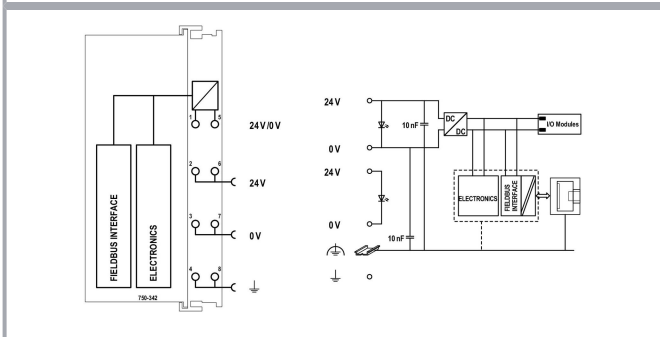 1 5
24 V / 0 V
2 6
24 V
3 7
0 V
4 8
FIELDBUS INTERFACE
ELECTRONICS
750-342
24 V
10 nF
DC
DC
I/O Modules
0 V
24 V
ELECTRONICS
FIELDBUS
INTERFACE
0 V
10 nF